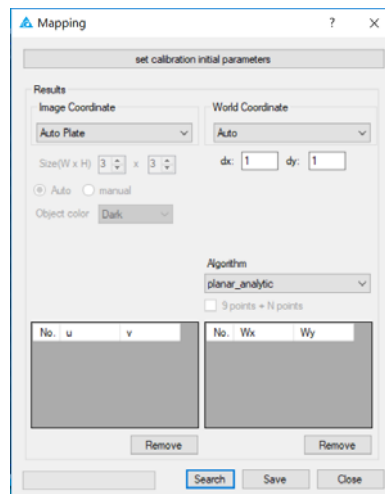 Mapping
set calibration initial parameters
Results
Image Coordinate
World Coordinate
Auto Plate
Auto
Size(W x H) 3 x 3
dx: 1 dy: 1
Auto manual
Object color Dark
Algorithm
planar_analytic
9 points + N points
No. u v
No. Wx Wy
Remove
Remove
Search Save Close